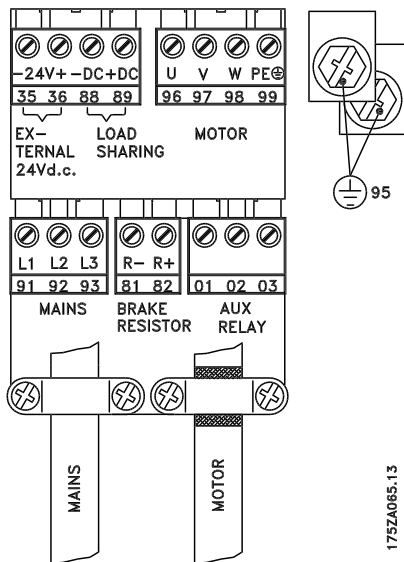 -24V+ -DC+DC
35 36 88 89
EX-
TERNAL
24Vd.c.
LOAD
SHARING
U V W PE
96 97 98 99
MOTOR
95
L1 L2 L3
91 92 93
MAINS
R- R+
81 82
BRAKE
RESISTOR
01 02 03
AUX
RELAY
MAINS
MOTOR
175ZA065.13